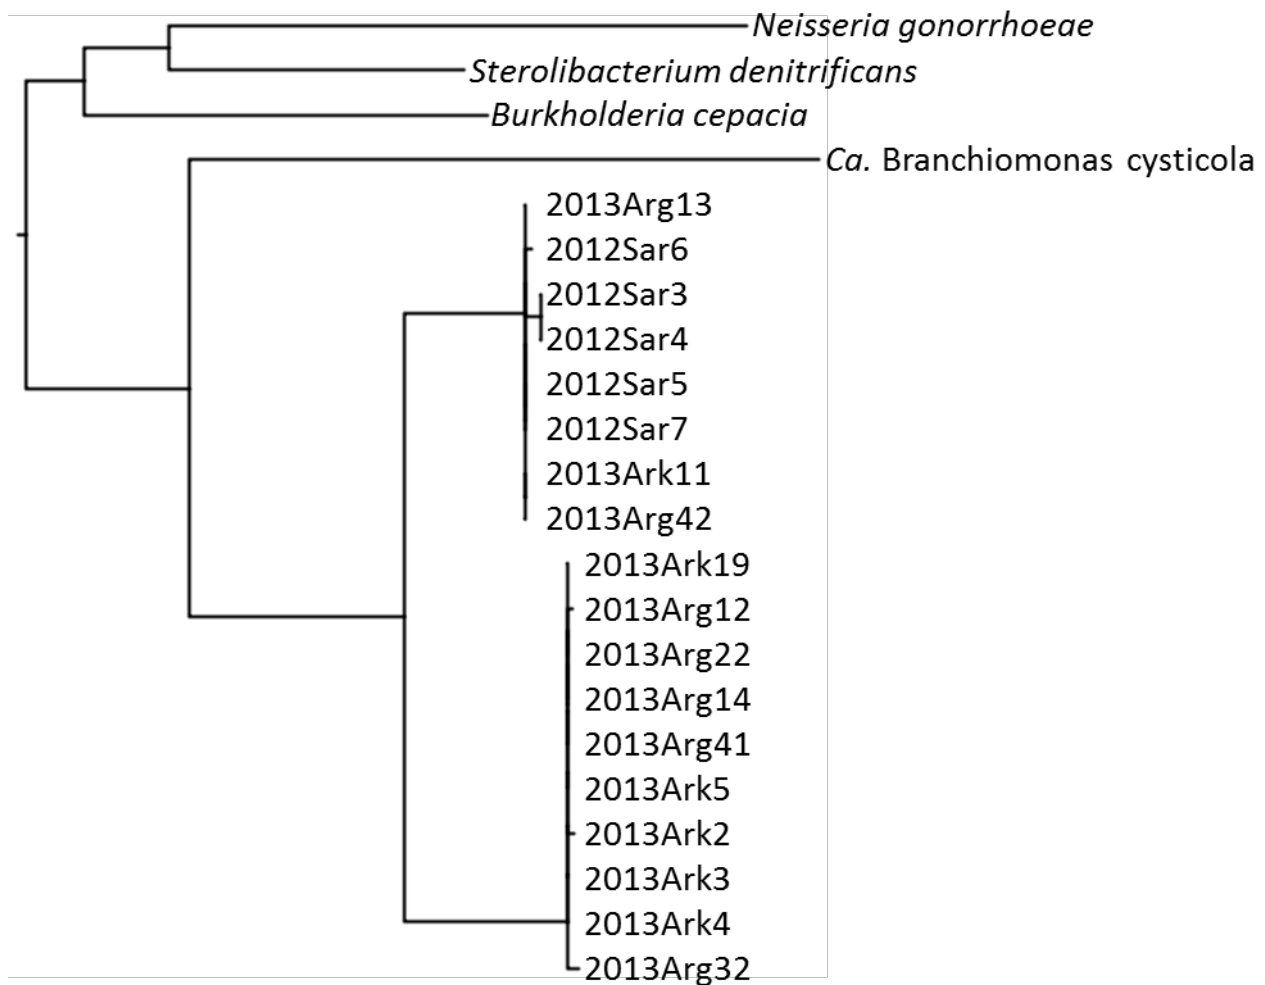 Neisseria gonorrhoeae
Sterolibacterium denitrificans
Burkholderia cepacia
Ca. Branchiomonas cysticola
2013Arg13
2012Sar6
2012Sar3
2012Sar4
2012Sar5
2012Sar7
2013Ark11
2013Arg42
2013Ark19
2013Arg12
2013Arg22
2013Arg14
2013Arg41
2013Ark5
2013Ark2
2013Ark3
2013Ark4
2013Arg32